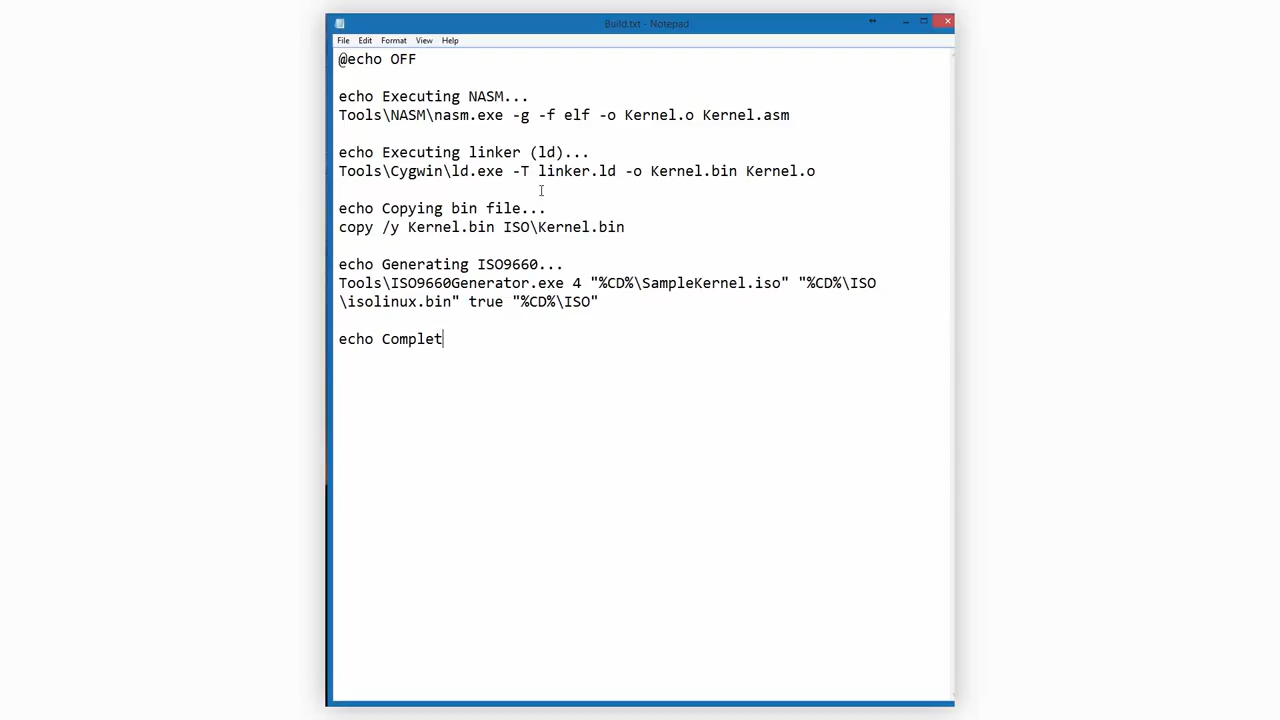 Build.txt - Notepad
File Edit Format View Help
@echo OFF
echo Executing NASM...
Tools\NASM\nasm.exe -g -f elf -o Kernel.o Kernel.asm
echo Executing linker (ld)...
Tools\Cygwin\ld.exe -T linker.ld -o Kernel.bin Kernel.o
echo Copying bin file...
copy /y Kernel.bin ISO\Kernel.bin
echo Generating ISO9660...
Tools\ISO9660Generator.exe 4 "%CD%\SampleKernel.iso" "%CD%\ISO
\isolinux.bin" true "%CD%\ISO"
echo Complet